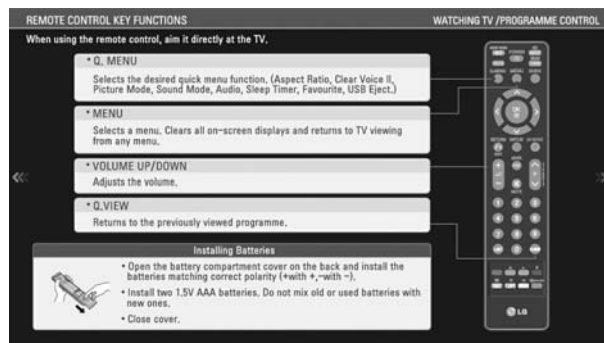 REMOTE CONTROL KEY FUNCTIONS
WATCHING TV /PROGRAMME CONTROL
When using the remote control, aim it directly at the TV.
• Q. MENU
Selects the desired quick menu function. (Aspect Ratio, Clear Voice II,
Picture Mode, Sound Mode, Audio, Sleep Timer, Favourite, USB Eject.)
• MENU
Selects a menu. Clears all on-screen displays and returns to TV viewing
from any menu.
• VOLUME UP/DOWN
Adjusts the volume.
• Q.VIEW
Returns to the previously viewed programme.
Installing Batteries
• Open the battery compartment cover on the back and install the
batteries matching correct polarity (+with +,-with -).
• Install two 1.5V AAA batteries. Do not mix old or used batteries with
new ones.
• Close cover.
LG